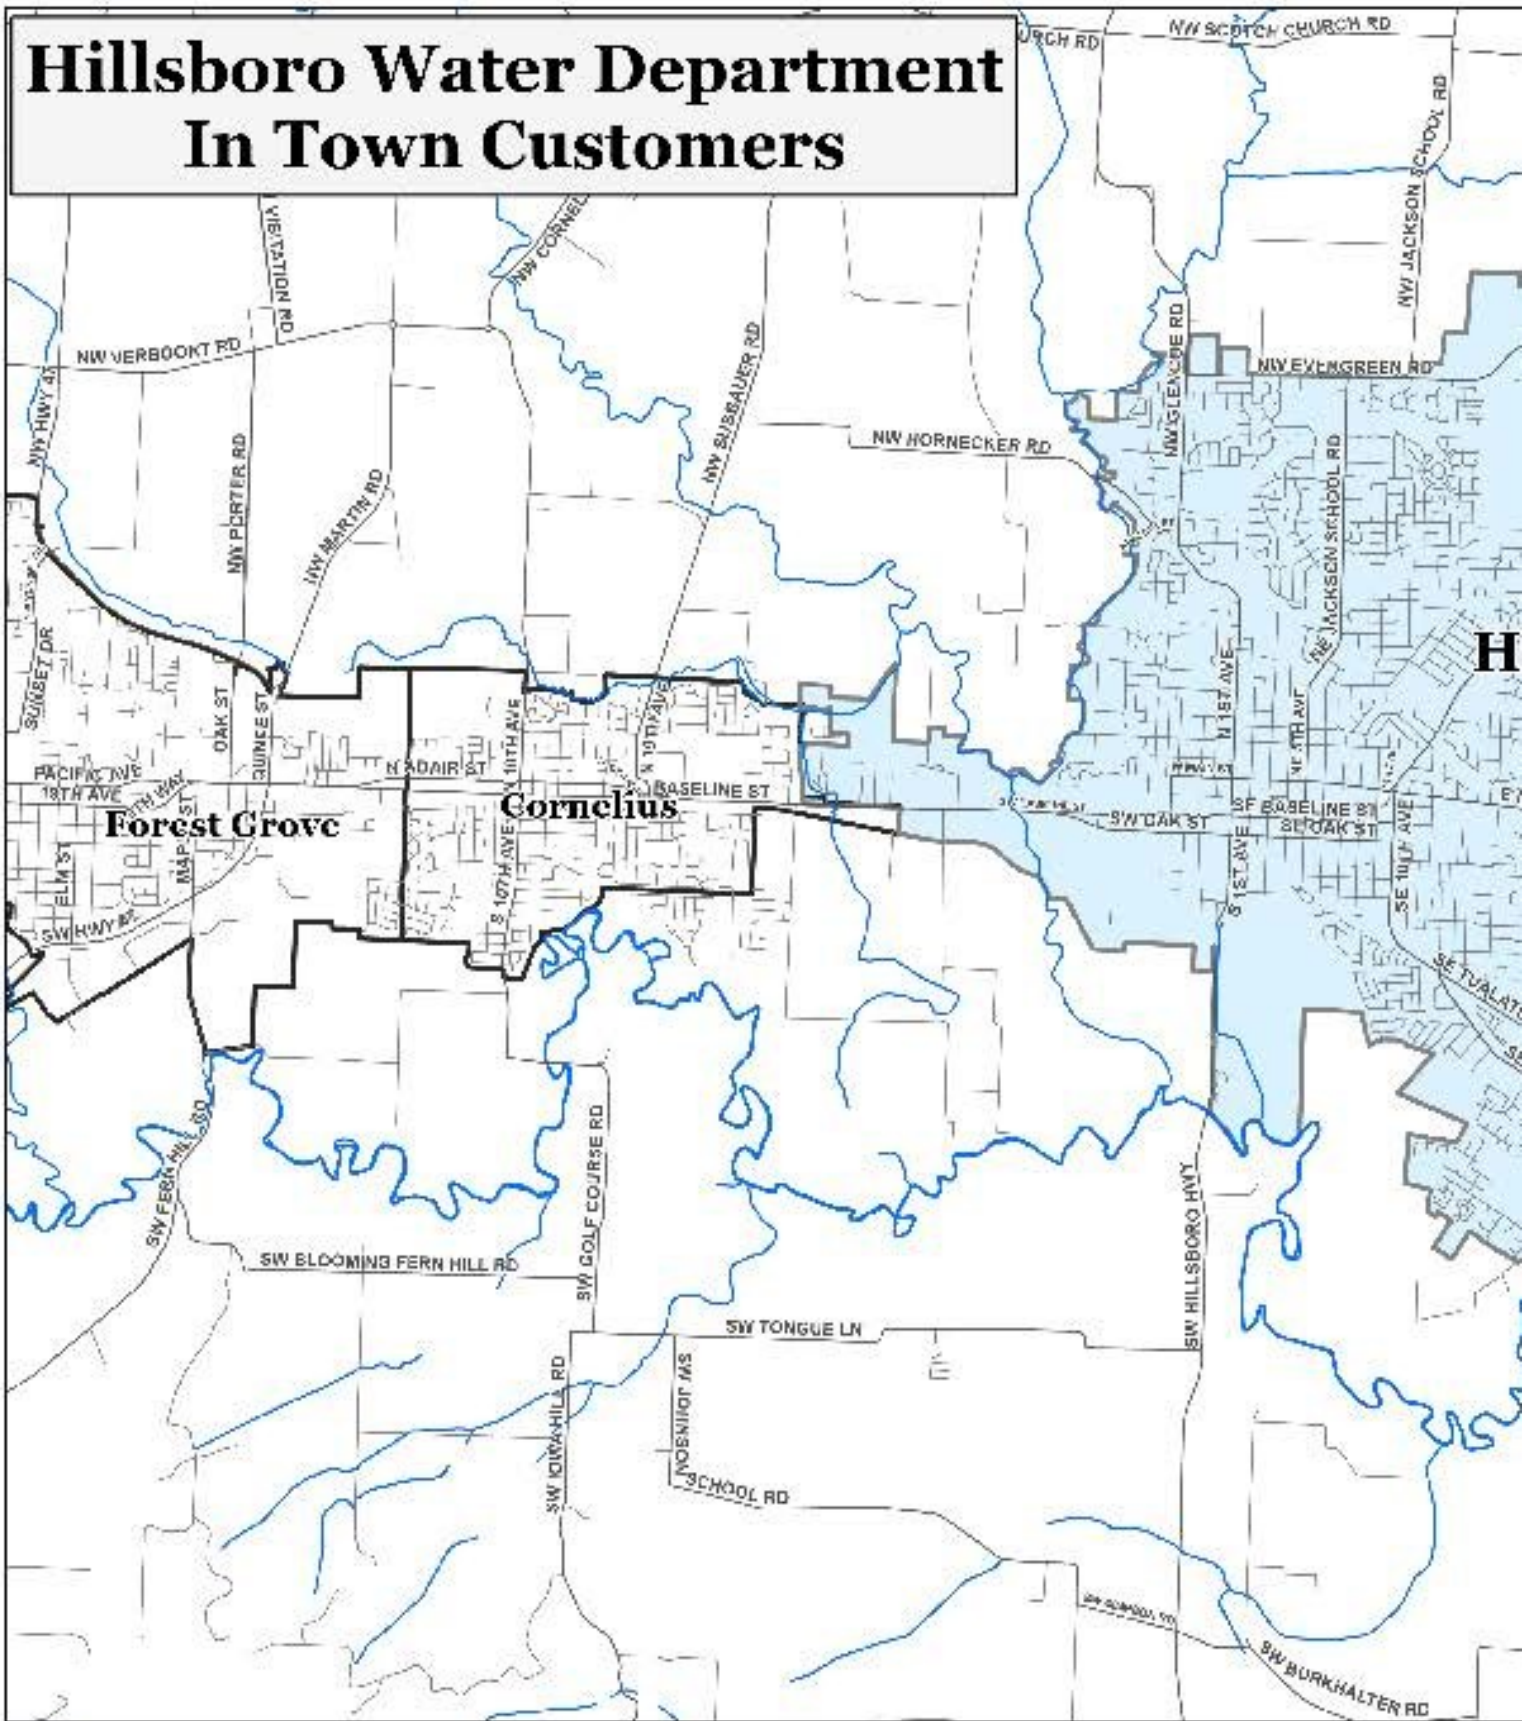 Hillsboro Water Department
In Town Customers
URCH RD
NW SCOTCH CHURCH RD
NW JACKSON SCHOOL RD
VISITATION RD
NW CORNEL
NW VERBOORT RD
NW HWY 47
NW SUSBAUER RD
NW GLENCOE RD
NW EVERGREEN RD
NW HORNECKER RD
NW PORTER RD
NW MARTIN RD
NE JACKSON SCHOOL RD
H
SUNSET DR
OAK ST
QUINCE ST
N 10TH AVE
N 19TH AVE
N 1ST AVE
NE 5TH AVE
N ADAIR ST
PACIFIC AVE
19TH AVE
BASELINE ST
Forest Grove
Cornelius
SW OAK ST
SE BASELINE ST
SE OAK ST
ELM ST
SW HWY 47
S 1ST AVE
SE 10TH AVE
SE TUALAT
SW FERN HILL RD
SW GOLF COURSE RD
SW HILLSBORO HWY
SW BLOOMING FERN HILL RD
SW TONGUE LN
SW IOWA HILL RD
SW JOHNSON
SCHOOL RD
SW BURKHALTER RD